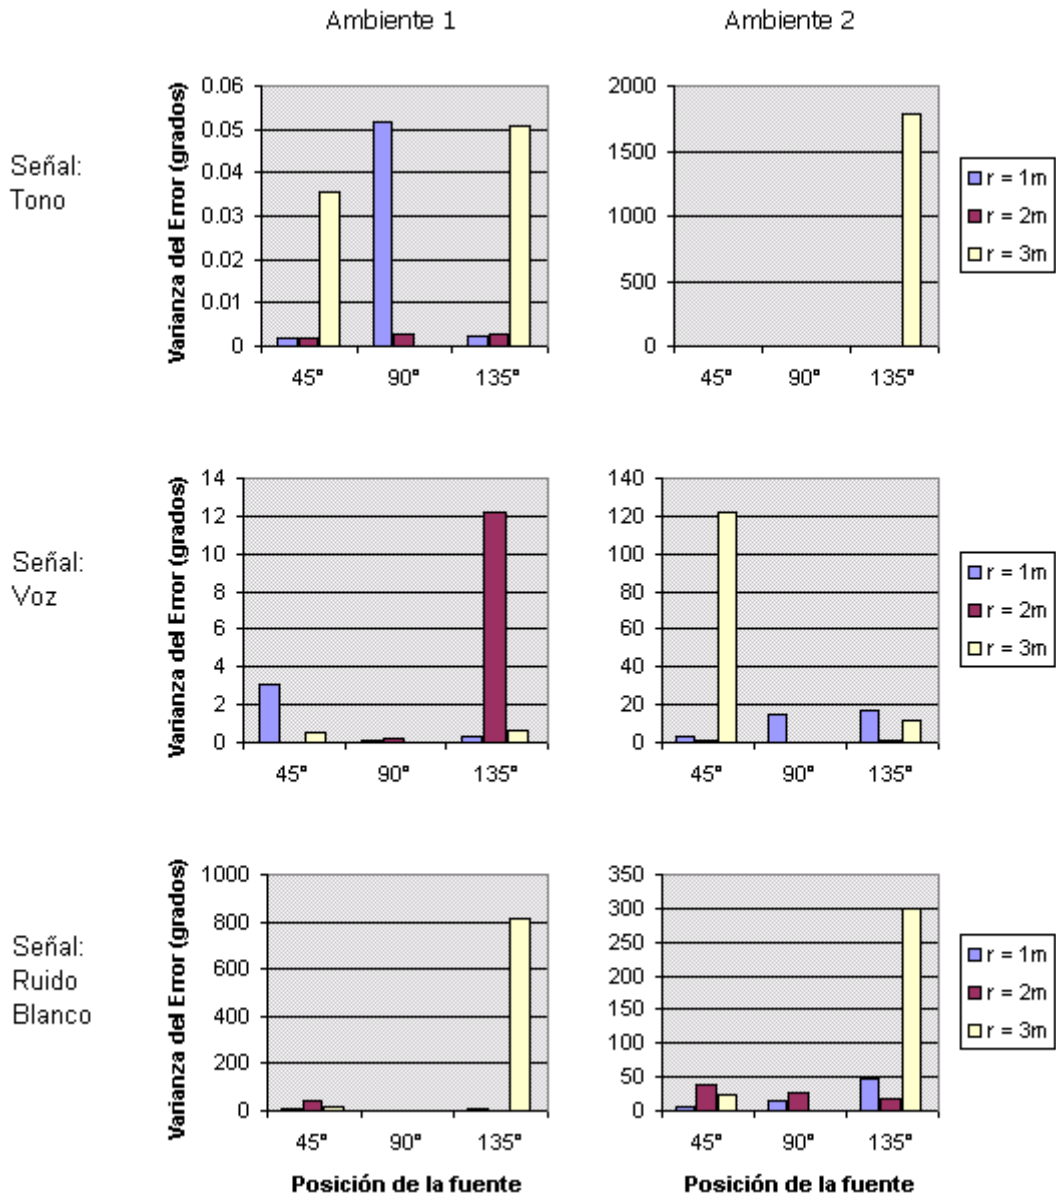 Ambiente 1
Ambiente 2
Señal:
Tono
Varianza del Error (grados)
0.06
0.05
0.04
0.03
0.02
0.01
0
45°
90°
135°
2000
1500
1000
500
0
45°
90°
135°
r = 1m
r = 2m
r = 3m
Señal:
Voz
Varianza del Error (grados)
14
12
10
8
6
4
2
0
45°
90°
135°
140
120
100
80
60
40
20
0
45°
90°
135°
r = 1m
r = 2m
r = 3m
Señal:
Ruido
Blanco
Varianza del Error (grados)
1000
800
600
400
200
0
45°
90°
135°
Posición de la fuente
350
300
250
200
150
100
50
0
45°
90°
135°
Posición de la fuente
r = 1m
r = 2m
r = 3m